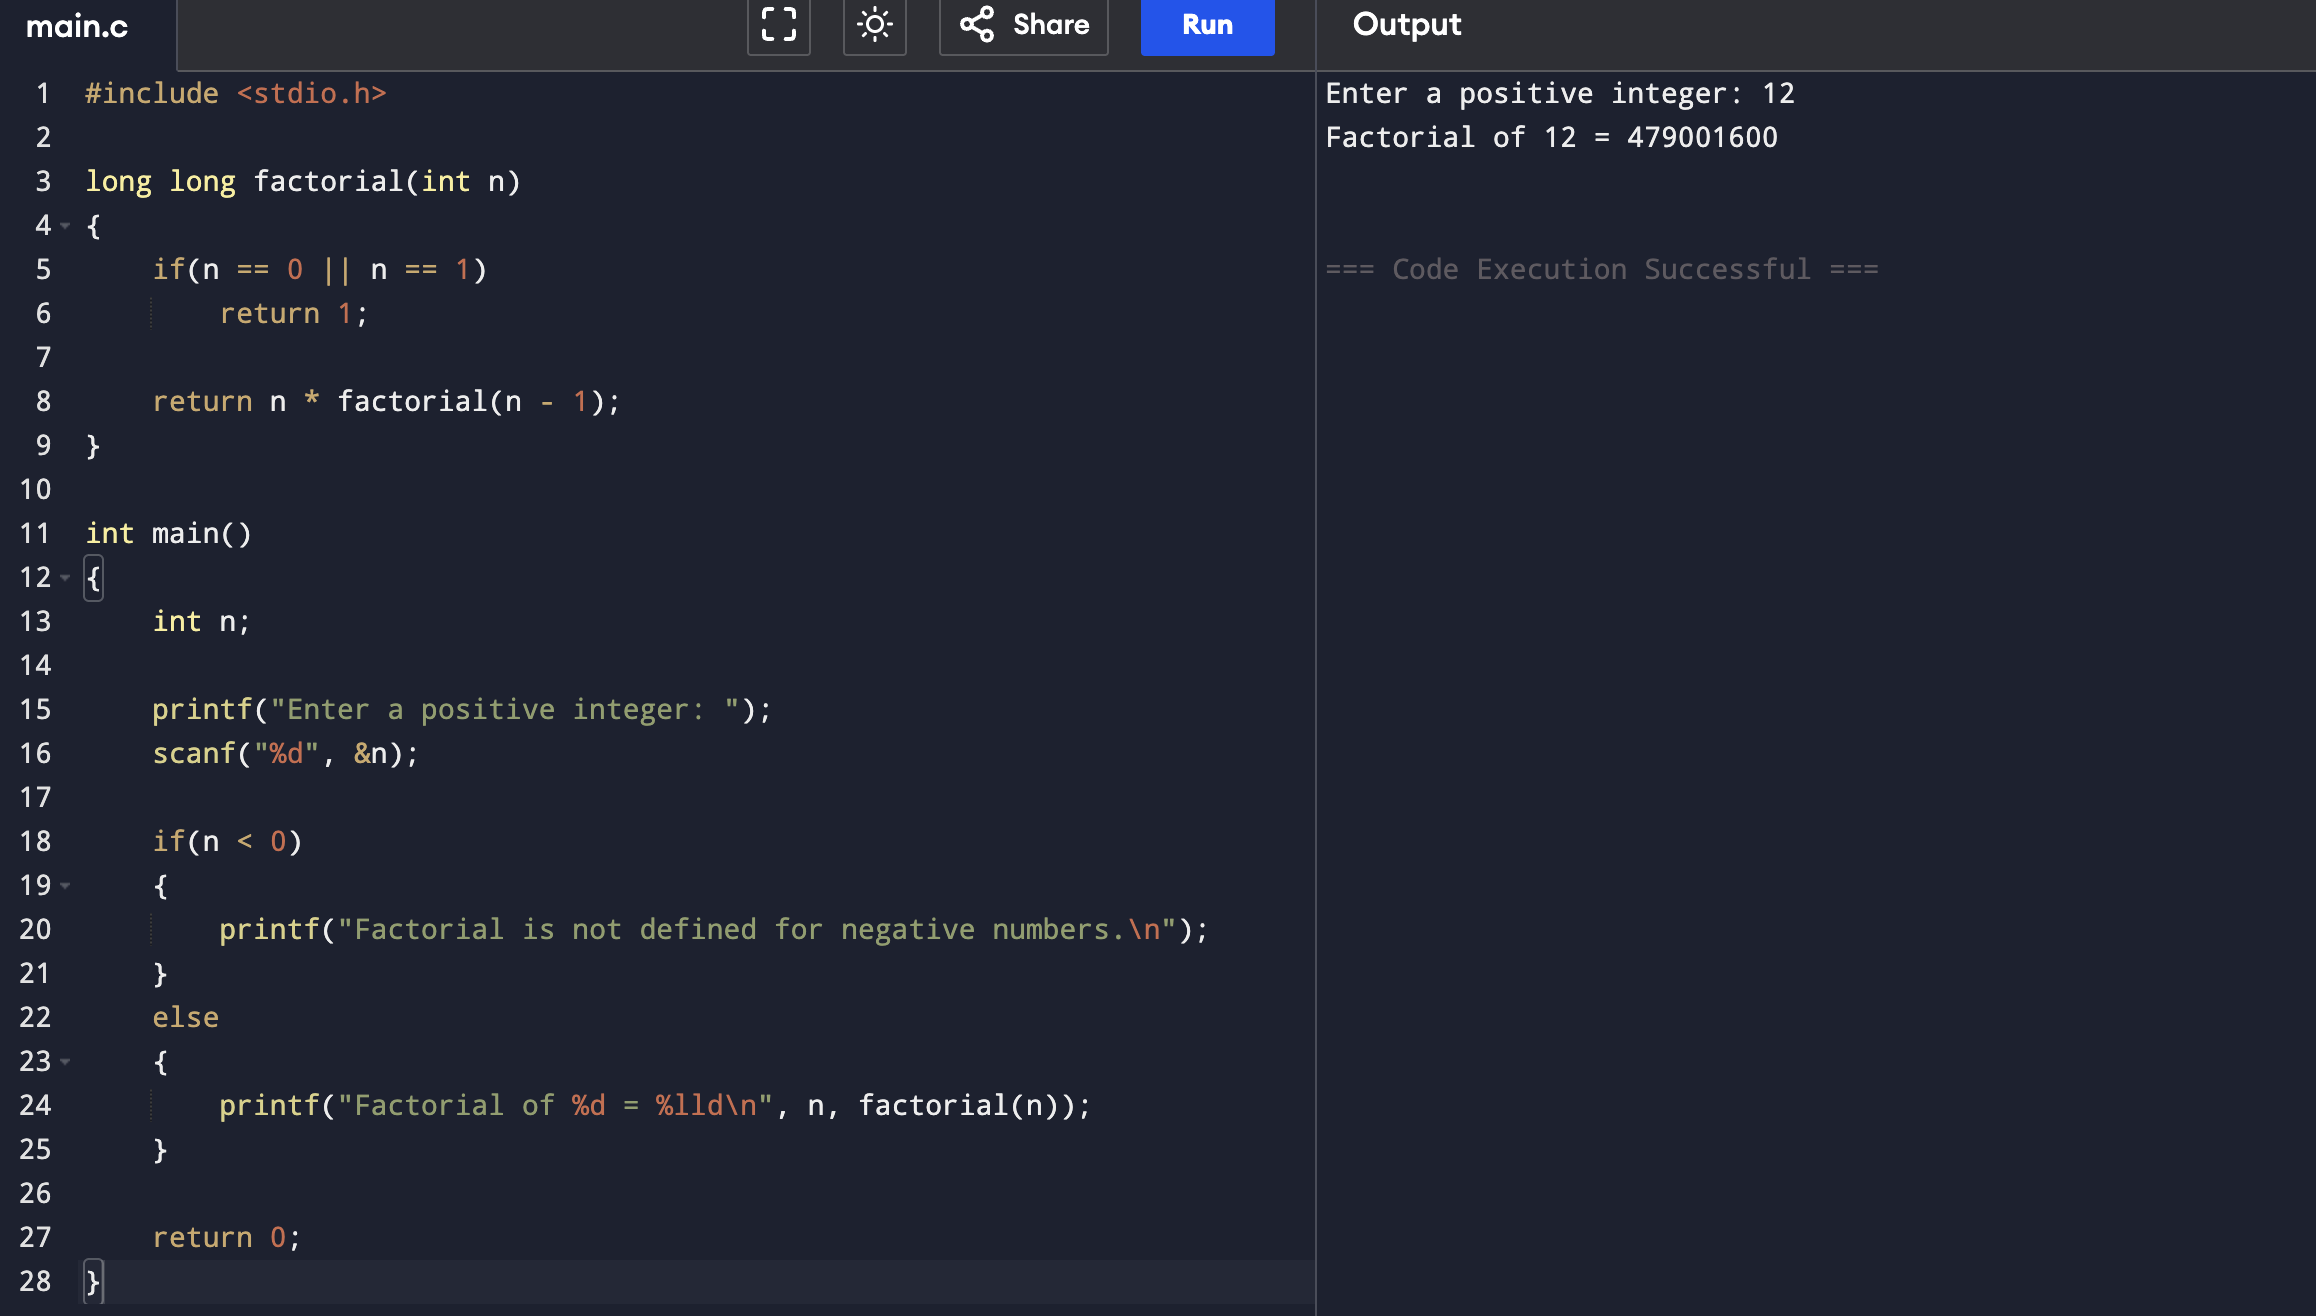 main.c
Share
Run
Output
1 #include <stdio.h>
2
3 long long factorial(int n)
4 {
5     if(n == 0 || n == 1)
6         return 1;
7
8     return n * factorial(n - 1);
9 }
10
11 int main()
12 {
13     int n;
14
15     printf("Enter a positive integer: ");
16     scanf("%d", &n);
17
18     if(n < 0)
19     {
20         printf("Factorial is not defined for negative numbers.\n");
21     }
22     else
23     {
24         printf("Factorial of %d = %lld\n", n, factorial(n));
25     }
26
27     return 0;
28 }
Enter a positive integer: 12
Factorial of 12 = 479001600
=== Code Execution Successful ===